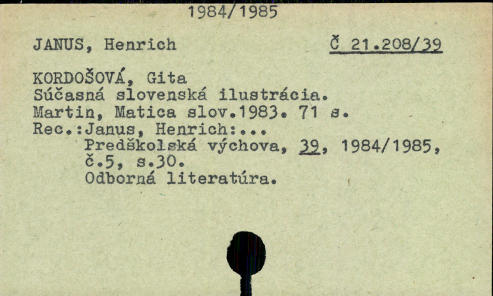 1984/1985
JANUS, Henrich Č 21.208/39
KORDOŠOVÁ, Gita
Súčasná slovenská ilustrácia.
Martin, Matica slov.1983. 71 s.
Rec.:Janus, Henrich:...
Predškolská výchova, 39, 1984/1985,
č.5, s.30.
Odborná literatúra.